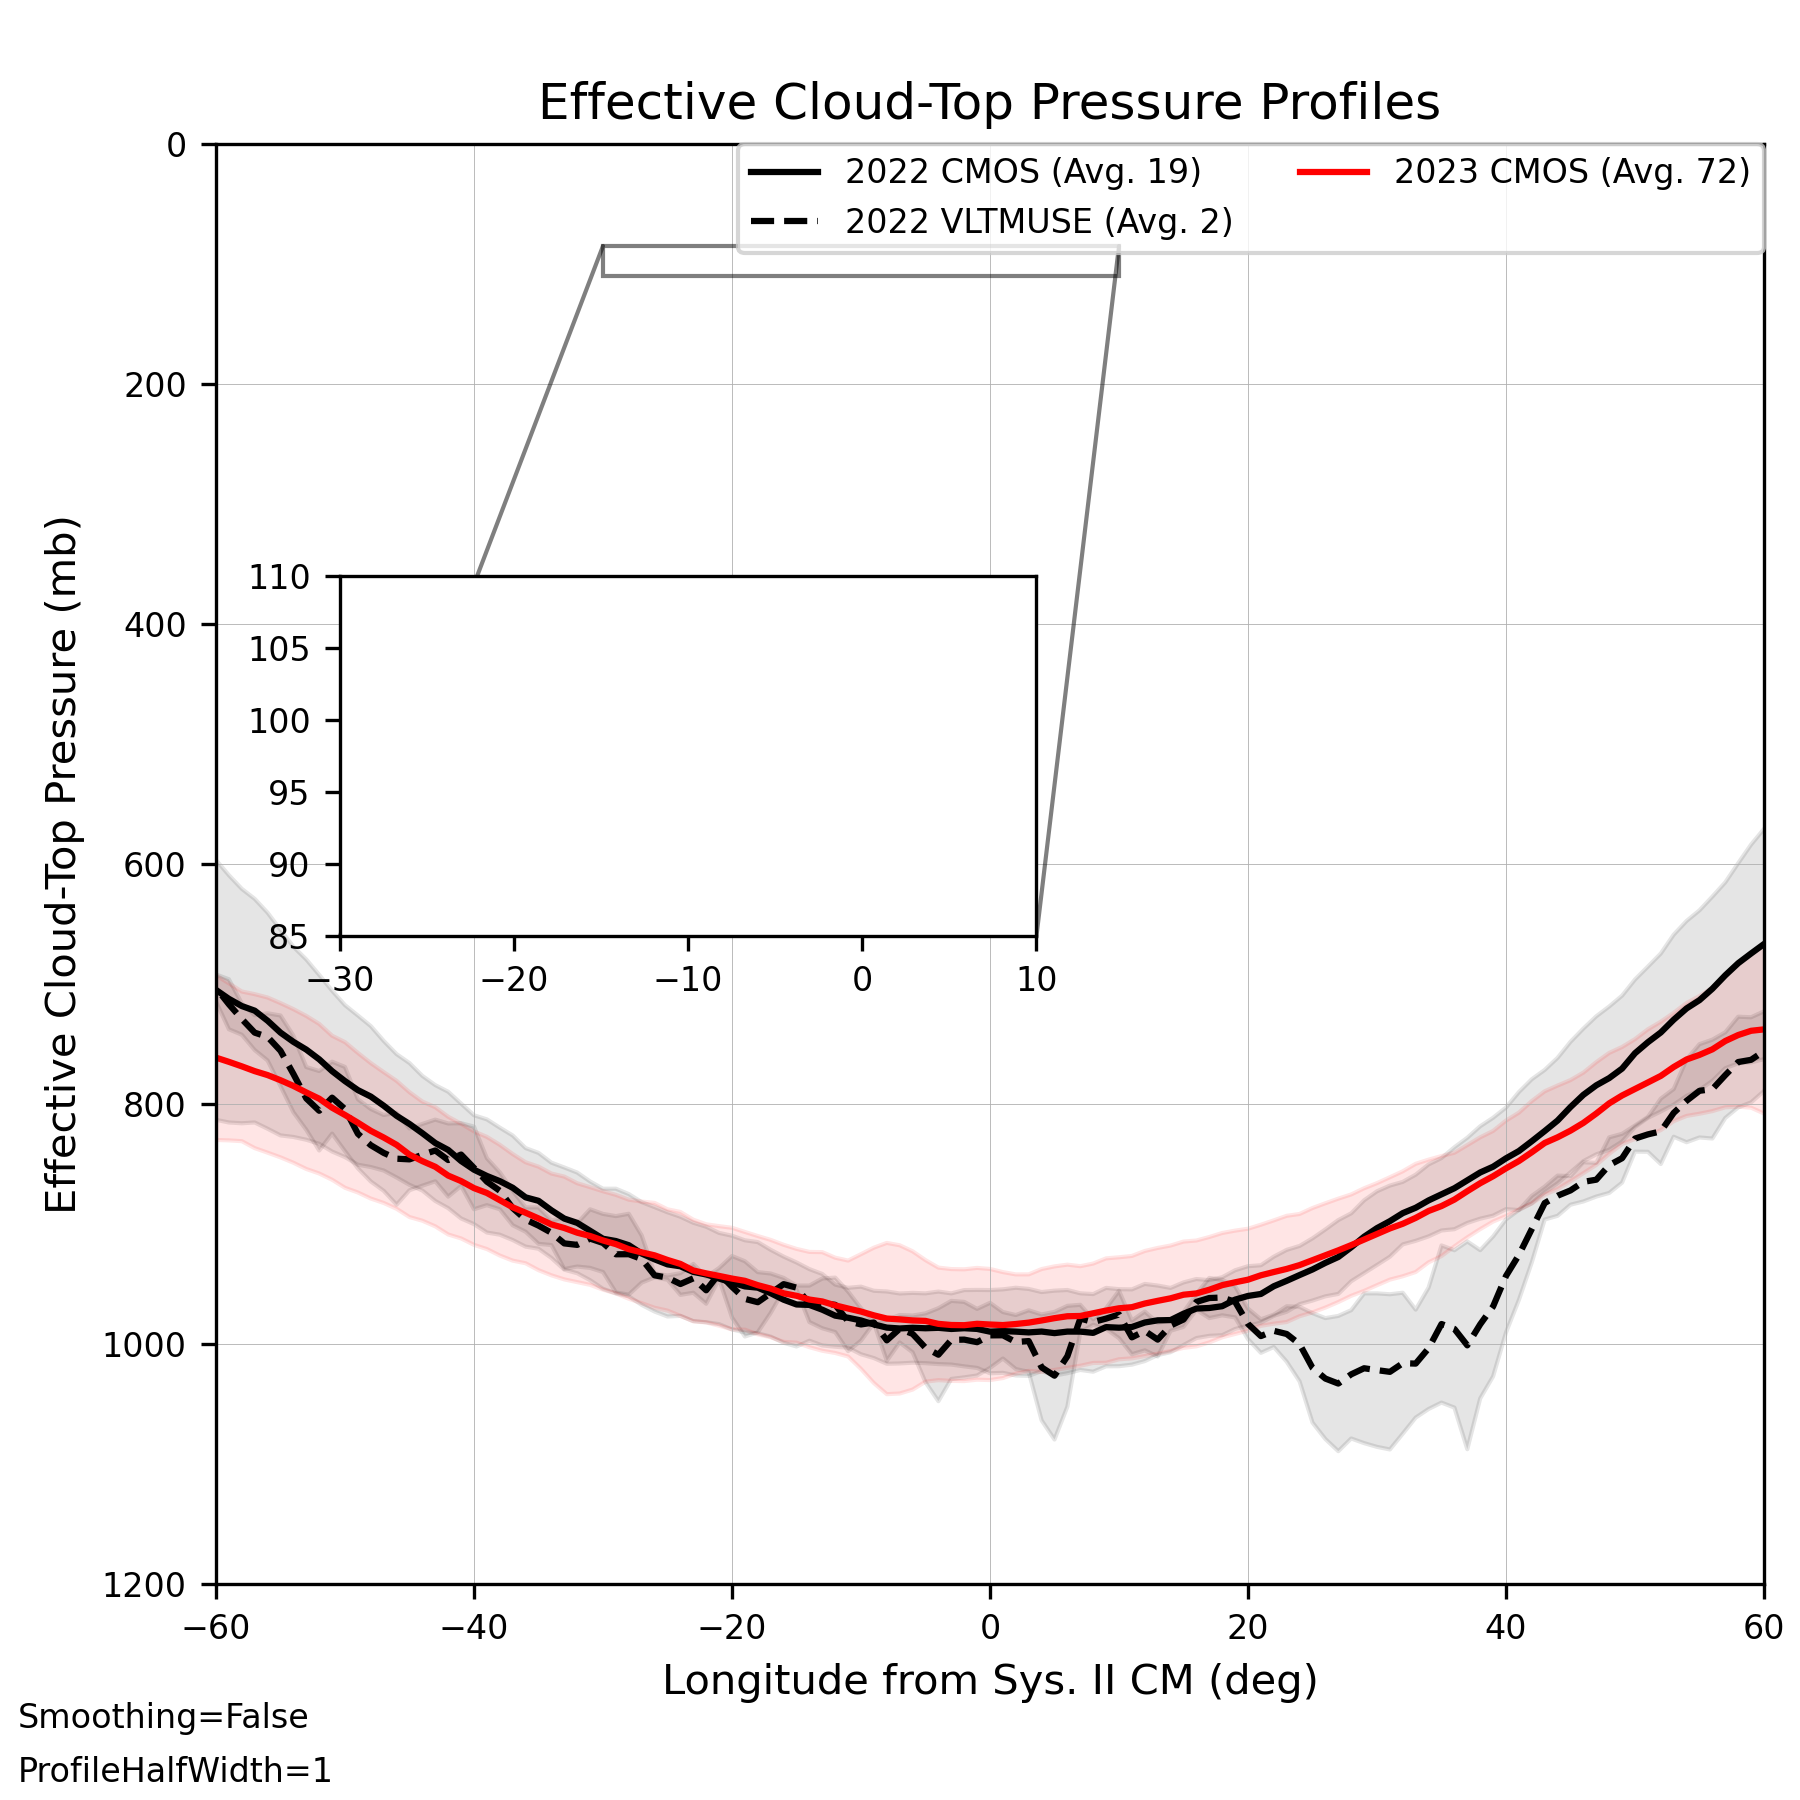 Effective Cloud-Top Pressure Profiles
2022 CMOS (Avg. 19)
2022 VLTMUSE (Avg. 2)
2023 CMOS (Avg. 72)
Effective Cloud-Top Pressure (mb)
0
200
400
600
800
1000
1200
110
105
100
95
90
85
−30 −20 −10 0 10
−60 −40 −20 0 20 40 60
Longitude from Sys. II CM (deg)
Smoothing=False
ProfileHalfWidth=1